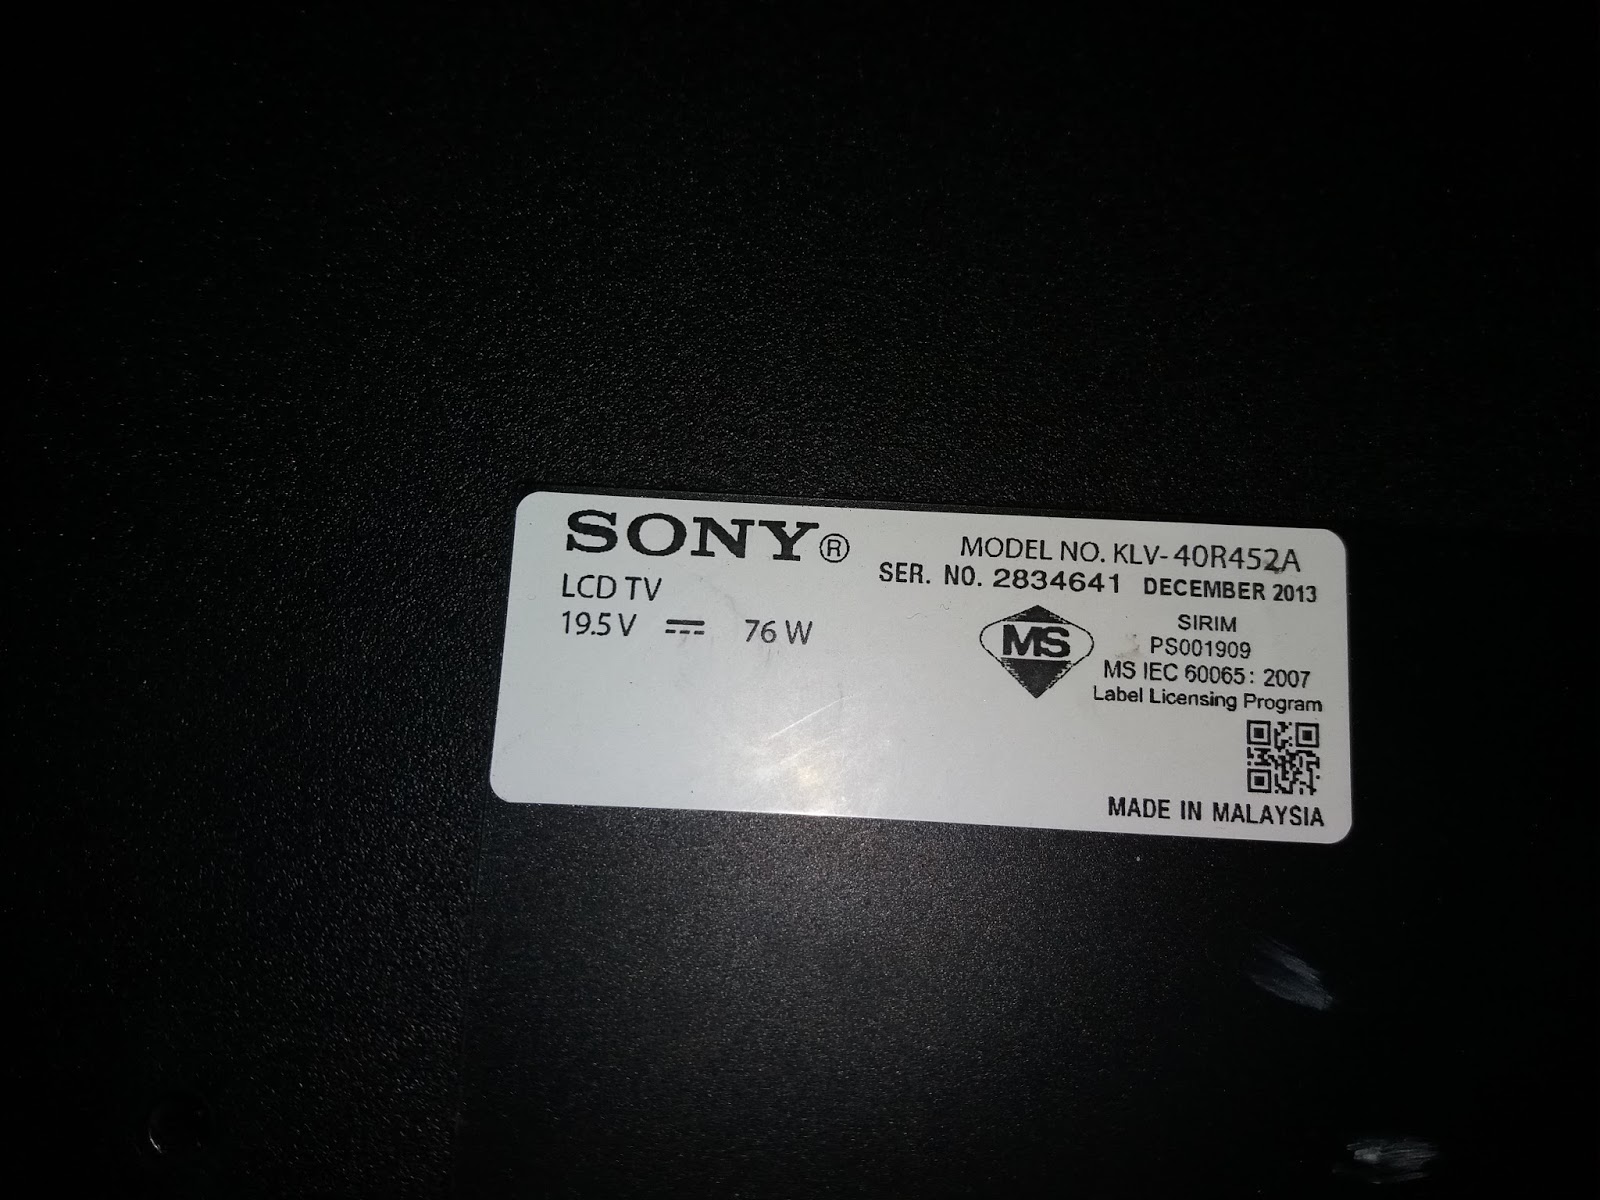 SONY®
MODEL NO. KLV-40R452A
LCD TV
SER. NO. 2834641 DECEMBER 2013
19.5 V ⎓ 76 W
MS
SIRIM
PS001909
MS IEC 60065: 2007
Label Licensing Program
MADE IN MALAYSIA